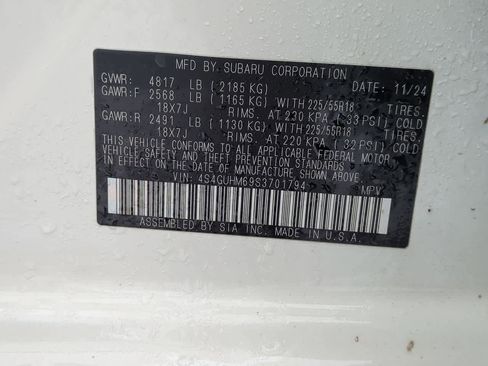 MFD BY SUBARU CORPORATION
GVWR: 4817 LB (2185 KG) DATE: 11/24
GAWR:F 2568 LB (1165 KG) WITH 225/55R18 TIRES.
18X7J RIMS. AT 230 KPA (33 PSI) COLD
GAWR:R 2491 LB (1130 KG) WITH 225/55R18 TIRES.
18X7J RIMS. AT 220 KPA (32 PSI) COLD
THIS VEHICLE CONFORMS TO ALL APPLICABLE FEDERAL MOTOR
VEHICLE SAFETY STANDARDS IN EFFECT
ON THE DATE OF MANUFACTURE SHOWN ABOVE.
VIN: 4S4GUHM69S3701794 MPV
ASSEMBLED BY SIA INC. MADE IN U.S.A.